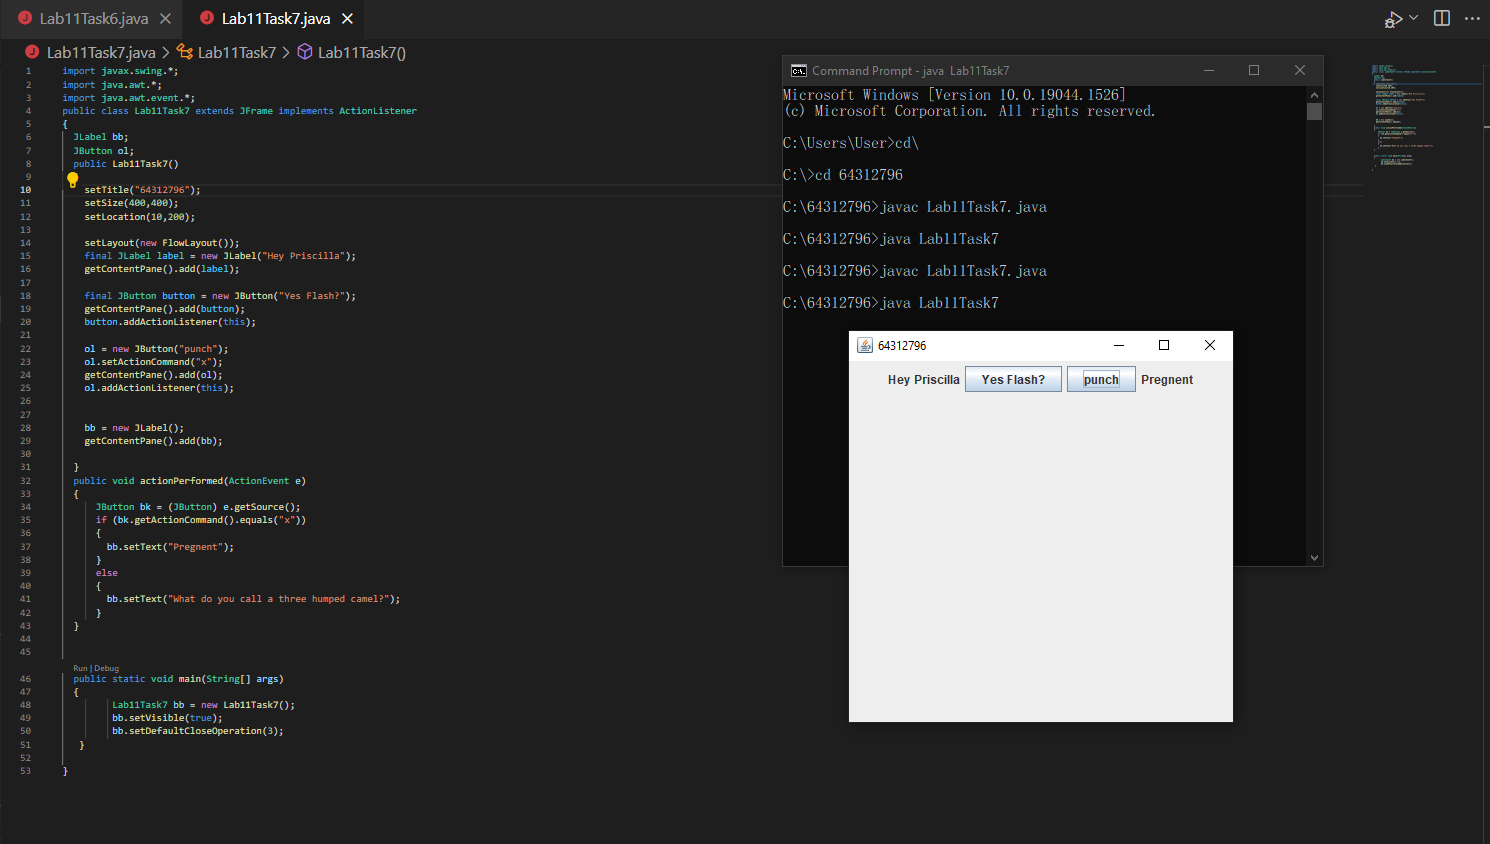 Lab11Task6.java
Lab11Task7.java
Lab11Task7.java > Lab11Task7 > Lab11Task7()
1 import javax.swing.*;
2 import java.awt.*;
3 import java.awt.event.*;
4 public class Lab11Task7 extends JFrame implements ActionListener
5 {
6 JLabel bb;
7 JButton ol;
8 public Lab11Task7()
9
10 setTitle("64312796");
11 setSize(400,400);
12 setLocation(10,200);
13
14 setLayout(new FlowLayout());
15 final JLabel label = new JLabel("Hey Priscilla");
16 getContentPane().add(label);
17
18 final JButton button = new JButton("Yes Flash?");
19 getContentPane().add(button);
20 button.addActionListener(this);
21
22 ol = new JButton("punch");
23 ol.setActionCommand("x");
24 getContentPane().add(ol);
25 ol.addActionListener(this);
26
27
28 bb = new JLabel();
29 getContentPane().add(bb);
30
31 }
32 public void actionPerformed(ActionEvent e)
33 {
34 JButton bk = (JButton) e.getSource();
35 if (bk.getActionCommand().equals("x"))
36 {
37 bb.setText("Pregnent");
38 }
39 else
40 {
41 bb.setText("What do you call a three humped camel?");
42 }
43 }
44
45
Run | Debug
46 public static void main(String[] args)
47 {
48 Lab11Task7 bb = new Lab11Task7();
49 bb.setVisible(true);
50 bb.setDefaultCloseOperation(3);
51 }
52
53 }
Command Prompt - java Lab11Task7
Microsoft Windows [Version 10.0.19044.1526]
(c) Microsoft Corporation. All rights reserved.
C:\Users\User>cd\
C:\>cd 64312796
C:\64312796>javac Lab11Task7.java
C:\64312796>java Lab11Task7
C:\64312796>javac Lab11Task7.java
C:\64312796>java Lab11Task7
64312796
Hey Priscilla Yes Flash? punch Pregnent